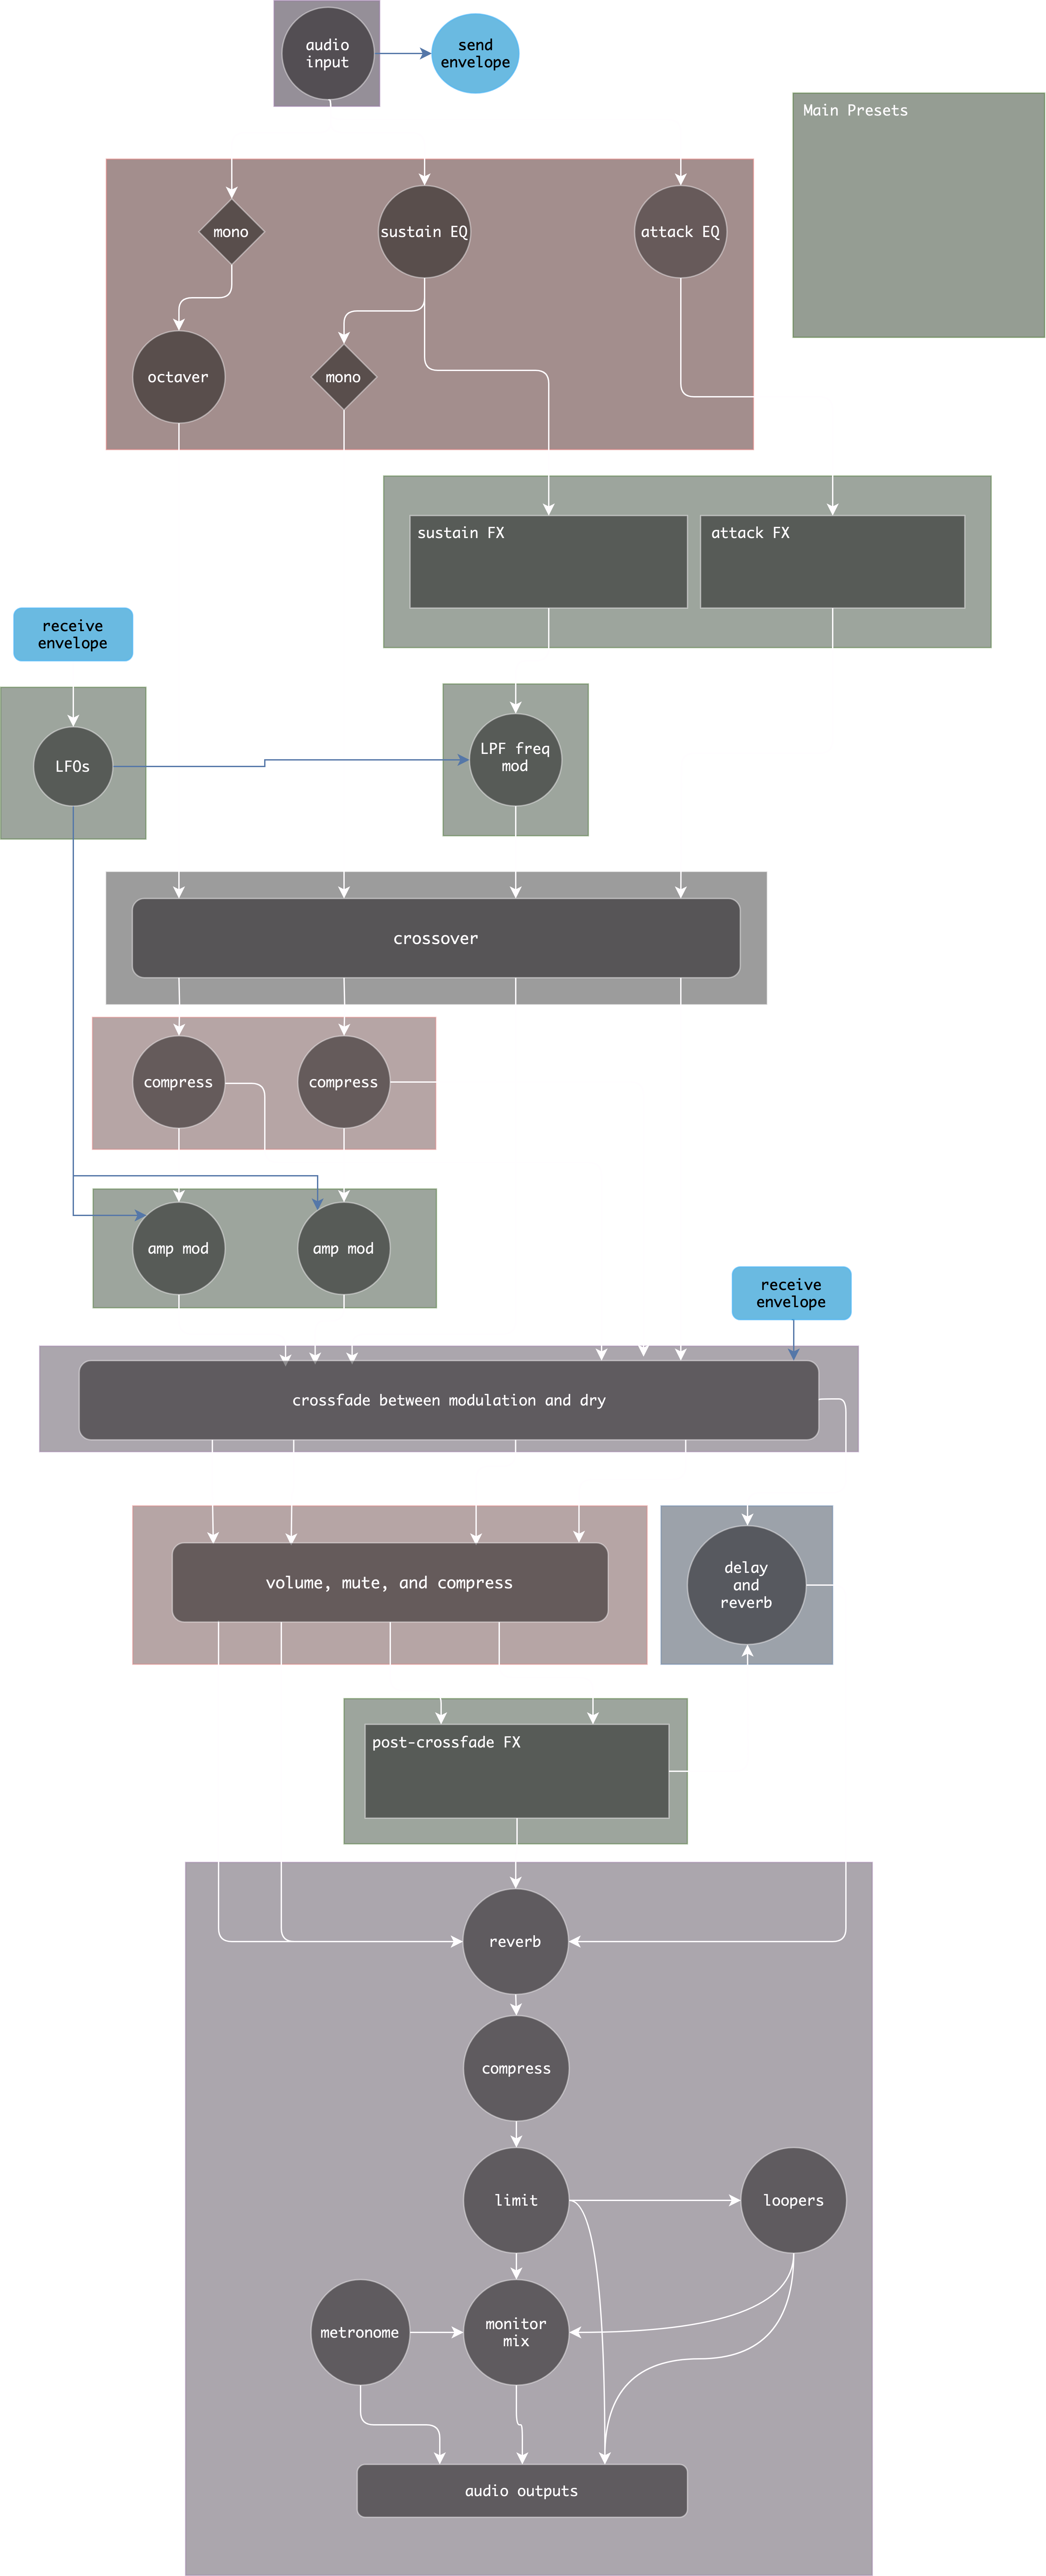 audio
input
send
envelope
Main Presets
mono
sustain EQ
attack EQ
octaver
mono
sustain FX
attack FX
receive
envelope
LFOs
LPF freq
mod
crossover
compress
compress
amp mod
amp mod
receive
envelope
crossfade between modulation and dry
volume, mute, and compress
delay
and
reverb
post-crossfade FX
reverb
compress
limit
loopers
metronome
monitor
mix
audio outputs